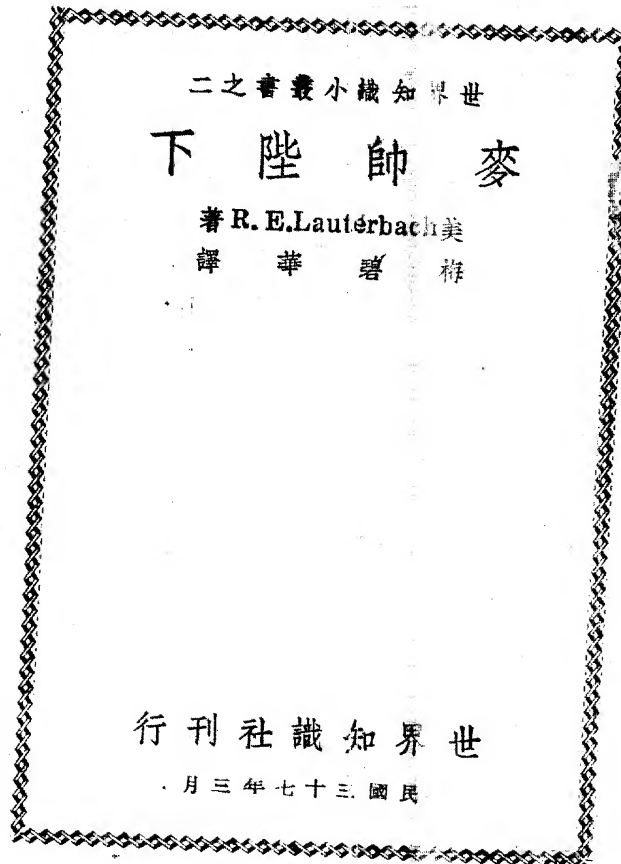 世界知識小叢書之二
麥帥陛下
美R. E. Lauterbach著
梅碧華譯
世界知識社刊行
民國三十七年三月